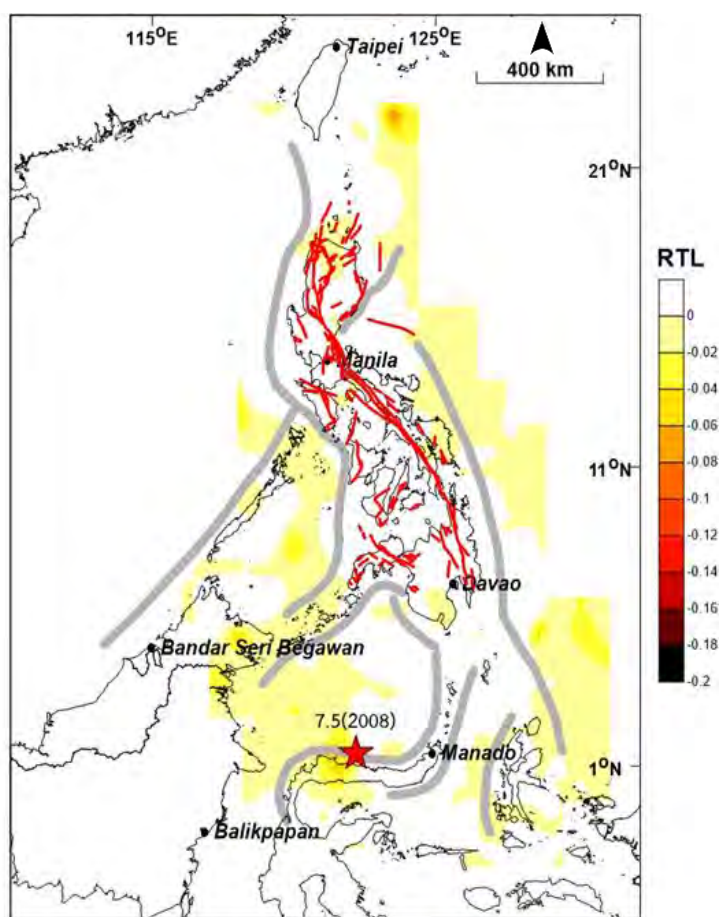 115°E
125°E
Taipei
400 km
21°N
RTL
0
-0.02
-0.04
-0.06
-0.08
-0.1
-0.12
-0.14
-0.16
-0.18
-0.2
Manila
11°N
Davao
Bandar Seri Begawan
7.5(2008)
Manado
1°N
Balikpapan